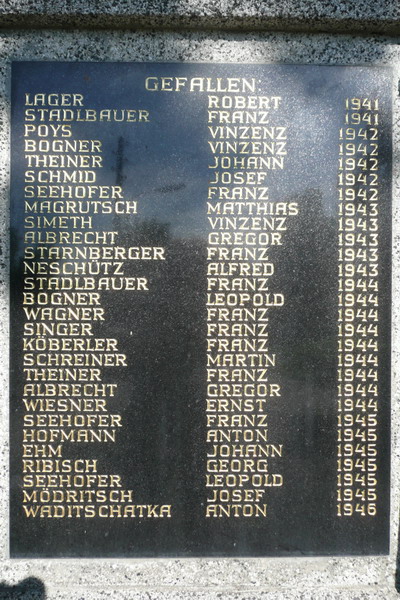 GEFALLEN:
LAGER ROBERT 1941
STADLBAUER FRANZ 1941
POYS VINZENZ 1942
BOGNER VINZENZ 1942
THEINER JOHANN 1942
SCHMID JOSEF 1942
SEEHOFER FRANZ 1942
MAGRUTSCH MATTHIAS 1943
SIMETH VINZENZ 1943
ALBRECHT GREGOR 1943
STARNBERGER FRANZ 1943
NESCHÜTZ ALFRED 1943
STADLBAUER FRANZ 1944
BOGNER LEOPOLD 1944
WAGNER FRANZ 1944
SINGER FRANZ 1944
KÖBERLER FRANZ 1944
SCHREINER MARTIN 1944
THEINER FRANZ 1944
ALBRECHT GREGOR 1944
WIESNER ERNST 1944
SEEHOFER FRANZ 1945
HOFMANN ANTON 1945
EHM JOHANN 1945
RIBISCH GEORG 1945
SEEHOFER LEOPOLD 1945
MÖDRITSCH JOSEF 1945
WADITSCHATKA ANTON 1946